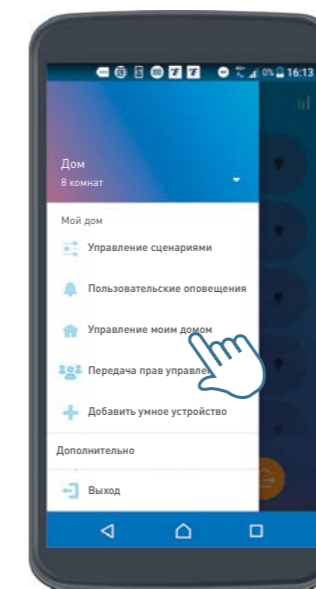 0% 16:13
Дом
8 комнат
Мой дом
Управление сценариями
Пользовательские оповещения
Управление моим домом
Передача прав управле
Добавить умное устройство
Дополнительно
Выход